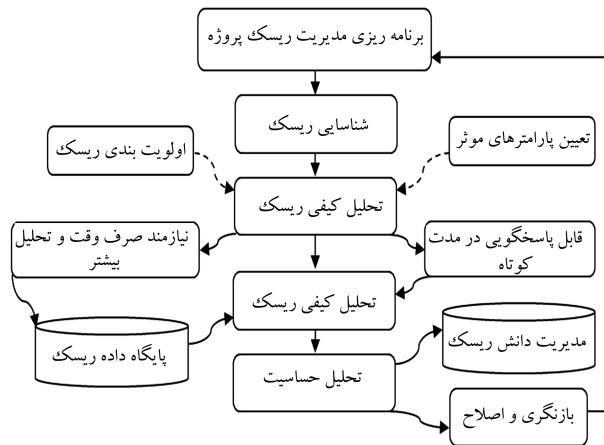 برنامه ریزی مدیریت ریسک پروژه
شناسایی ریسک
تعیین پارامترهای موثر
اولویت بندی ریسک
تحلیل کیفی ریسک
قابل پاسخگویی در مدت
کوتاه
نیازمند صرف وقت و تحلیل
بیشتر
تحلیل کیفی ریسک
مدیریت دانش ریسک
پایگاه داده ریسک
تحلیل حساسیت
بازنگری و اصلاح